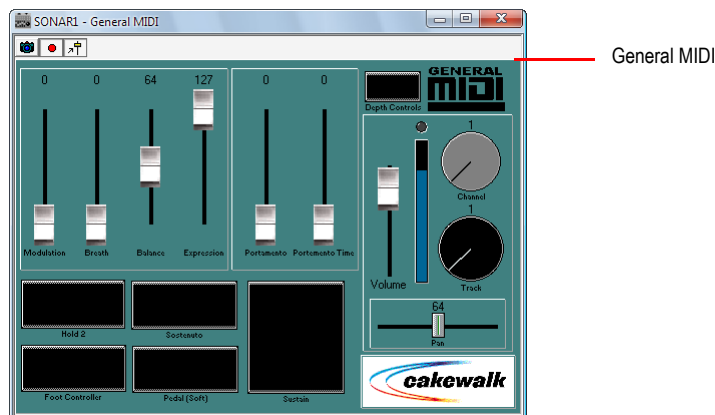 SONAR1 - General MIDI
General MIDI
0 0 64 127 0 0
GENERAL
MIDI
Depth Controls
1
Channel
1
Track
Modulation Breath Balance Expression Portamento Portemento Time
Volume
64
Pan
Hold 2 Sostenuto
Foot Controller Pedal (Soft) Sustain
cakewalk